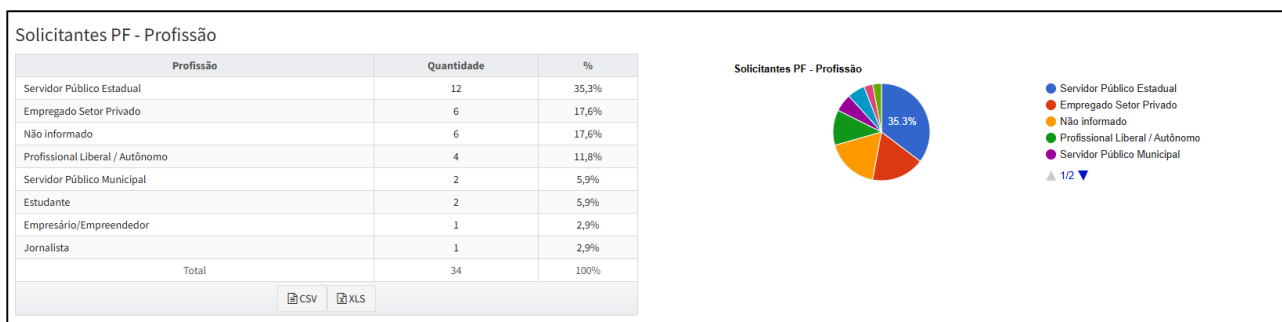 Solicitantes PF - Profissão
Profissão Quantidade %
Servidor Público Estadual 12 35,3%
Empregado Setor Privado 6 17,6%
Não informado 6 17,6%
Profissional Liberal / Autônomo 4 11,8%
Servidor Público Municipal 2 5,9%
Estudante 2 5,9%
Empresário/Empreendedor 1 2,9%
Jornalista 1 2,9%
Total 34 100%
CSV XLS
Solicitantes PF - Profissão
35.3%
Servidor Público Estadual
Empregado Setor Privado
Não informado
Profissional Liberal / Autônomo
Servidor Público Municipal
1/2